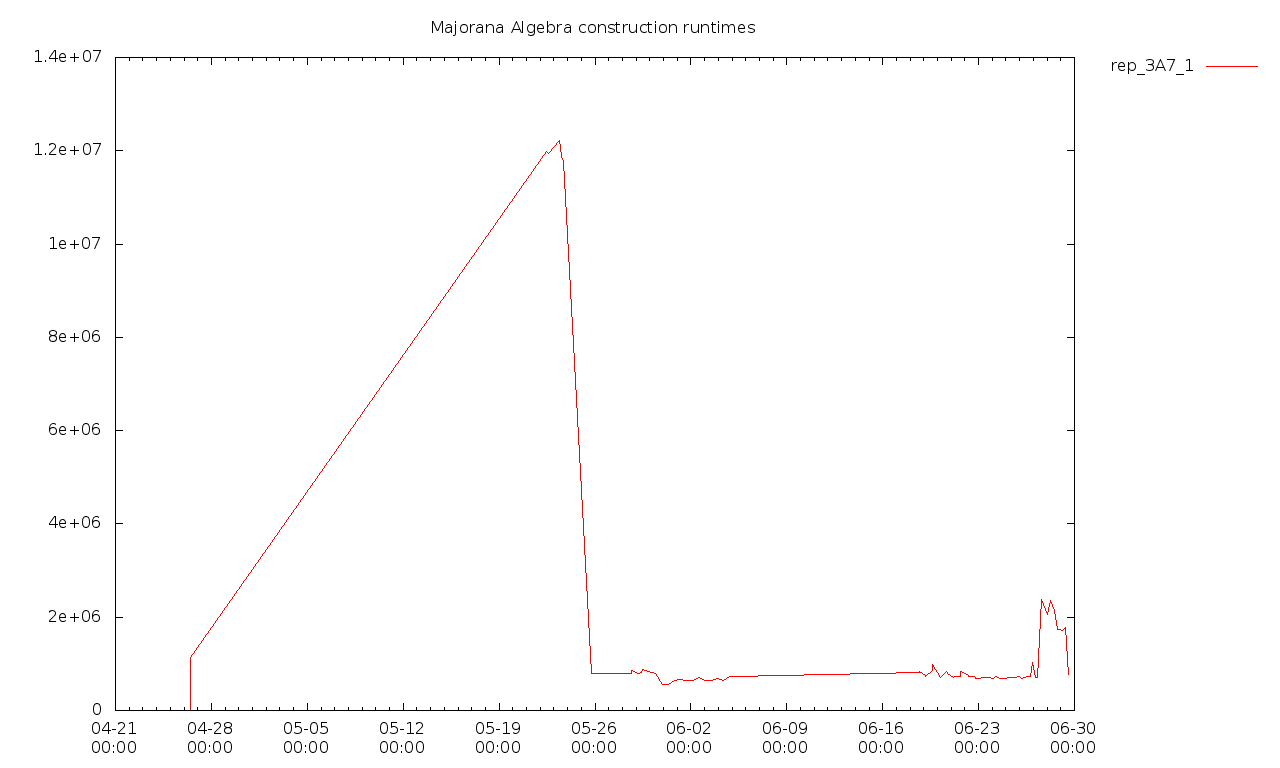 Majorana Algebra construction runtimes
rep_3A7_1
1.4e+07
1.2e+07
1e+07
8e+06
6e+06
4e+06
2e+06
0
04-21 04-28 05-05 05-12 05-19 05-26 06-02 06-09 06-16 06-23 06-30
00:00 00:00 00:00 00:00 00:00 00:00 00:00 00:00 00:00 00:00 00:00